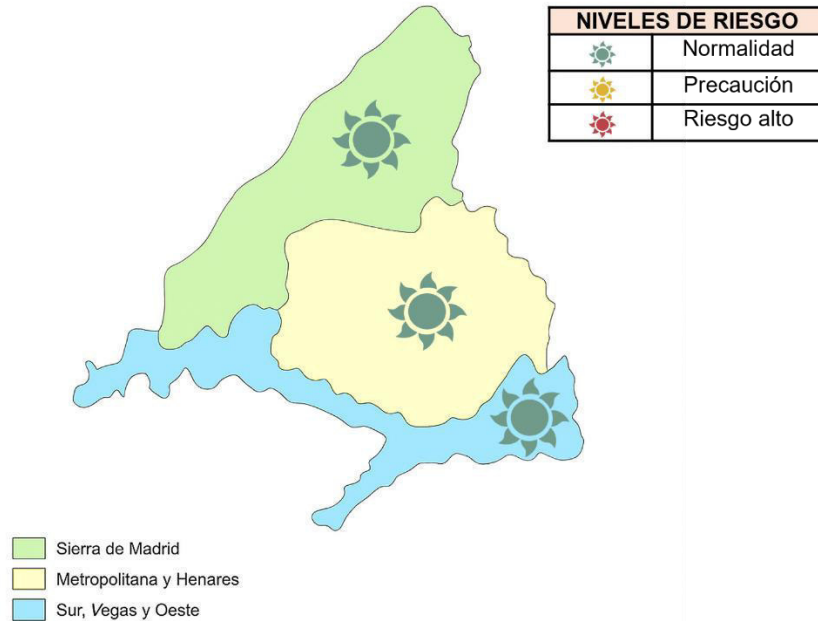 NIVELES DE RIESGO
Normalidad
Precaución
Riesgo alto
Sierra de Madrid
Metropolitana y Henares
Sur, Vegas y Oeste